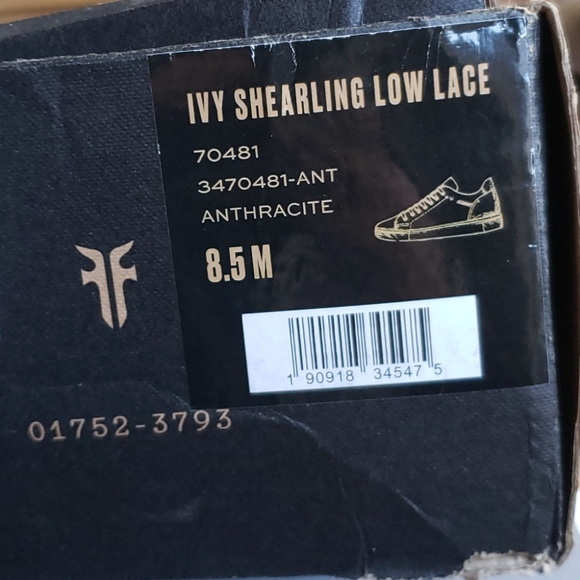 IVY SHEARLING LOW LACE
70481
3470481-ANT
ANTHRACITE
8.5 M
1 90918 34547 5
01752-3793